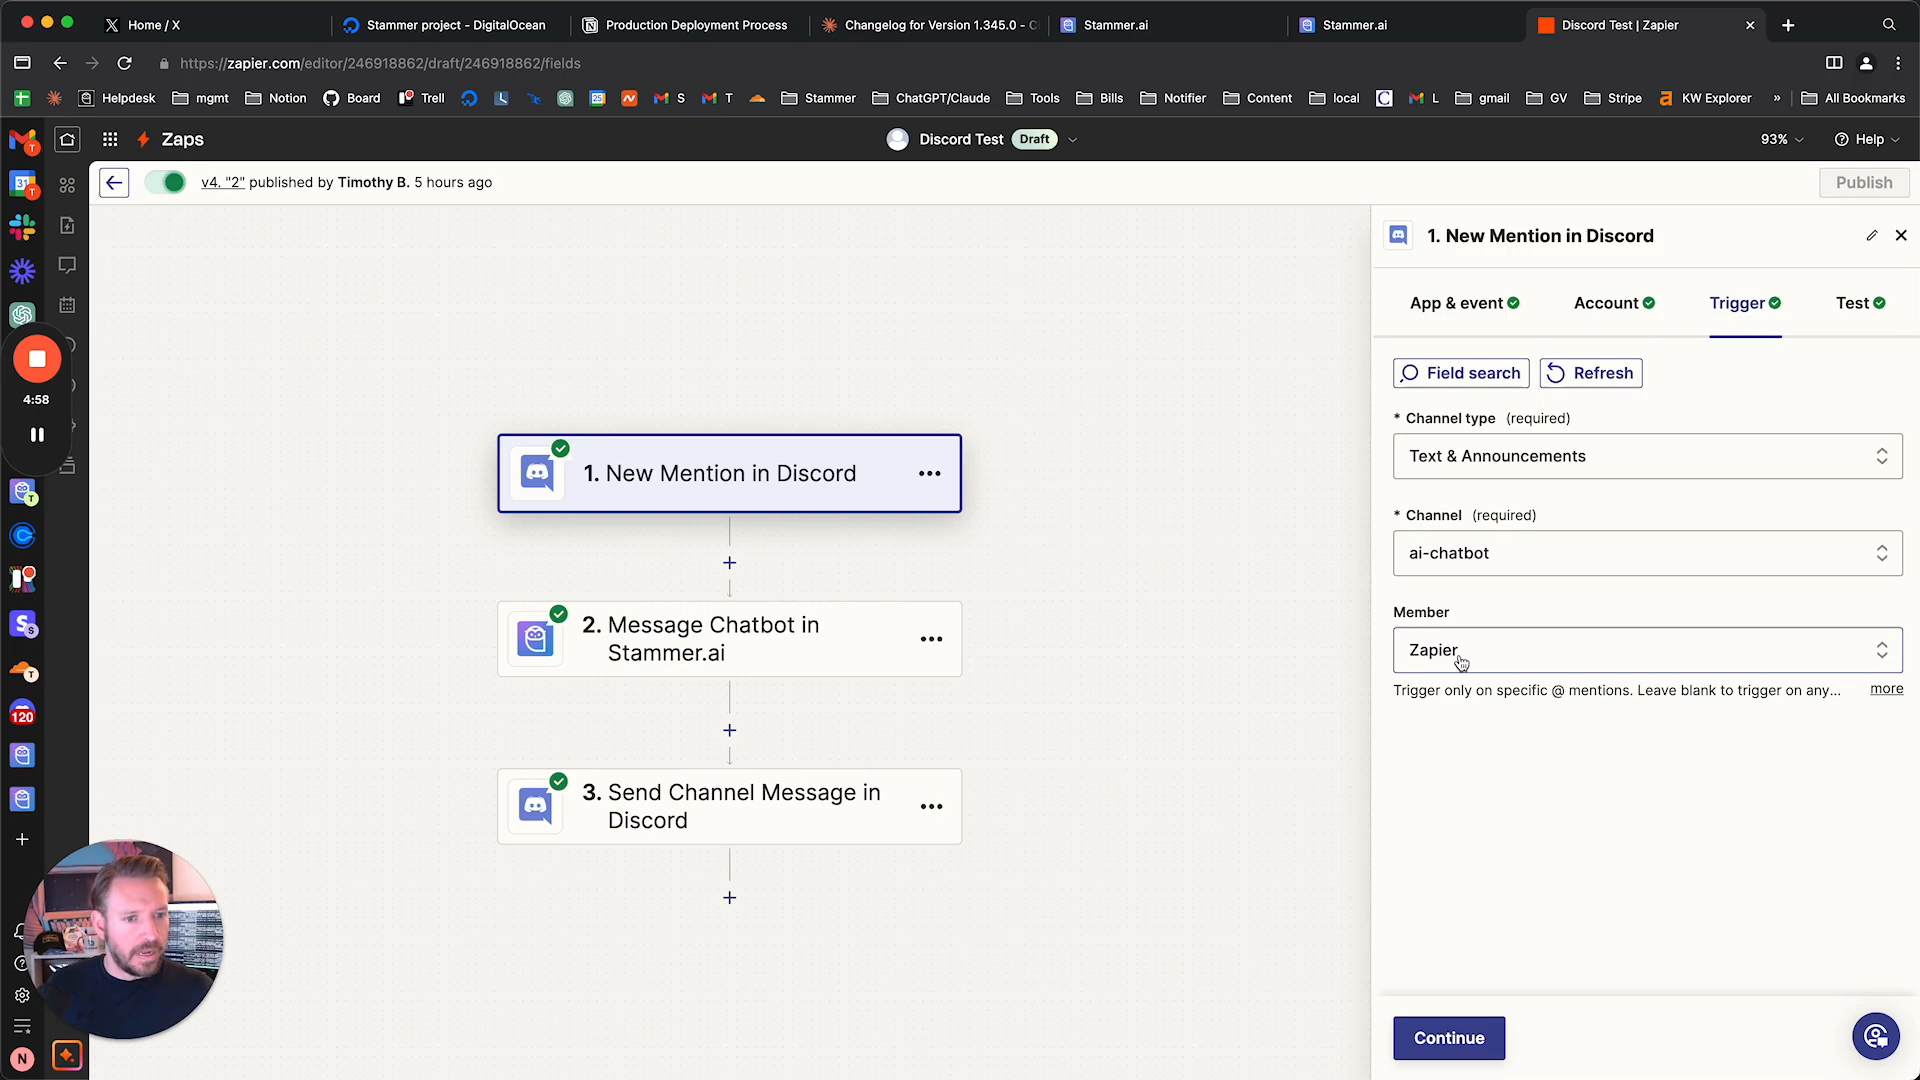 Home / X
Stammer project - DigitalOcean
Production Deployment Process
Changelog for Version 1.345.0 - C
Stammer.ai
Stammer.ai
Discord Test | Zapier
https://zapier.com/editor/246918862/draft/246918862/fields
Helpdesk
mgmt
Notion
Board
Trell
S
T
Stammer
ChatGPT/Claude
Tools
Bills
Notifier
Content
local
L
gmail
GV
Stripe
KW Explorer
»
All Bookmarks
Zaps
Discord Test
Draft
93%
Help
v4. "2" published by Timothy B. 5 hours ago
Publish
1. New Mention in Discord
App & event
Account
Trigger
Test
Field search
Refresh
* Channel type (required)
Text & Announcements
* Channel (required)
ai-chatbot
Member
Zapier
Trigger only on specific @ mentions. Leave blank to trigger on any...
more
Continue
1. New Mention in Discord
2. Message Chatbot in
Stammer.ai
3. Send Channel Message in
Discord
4:58
120
N